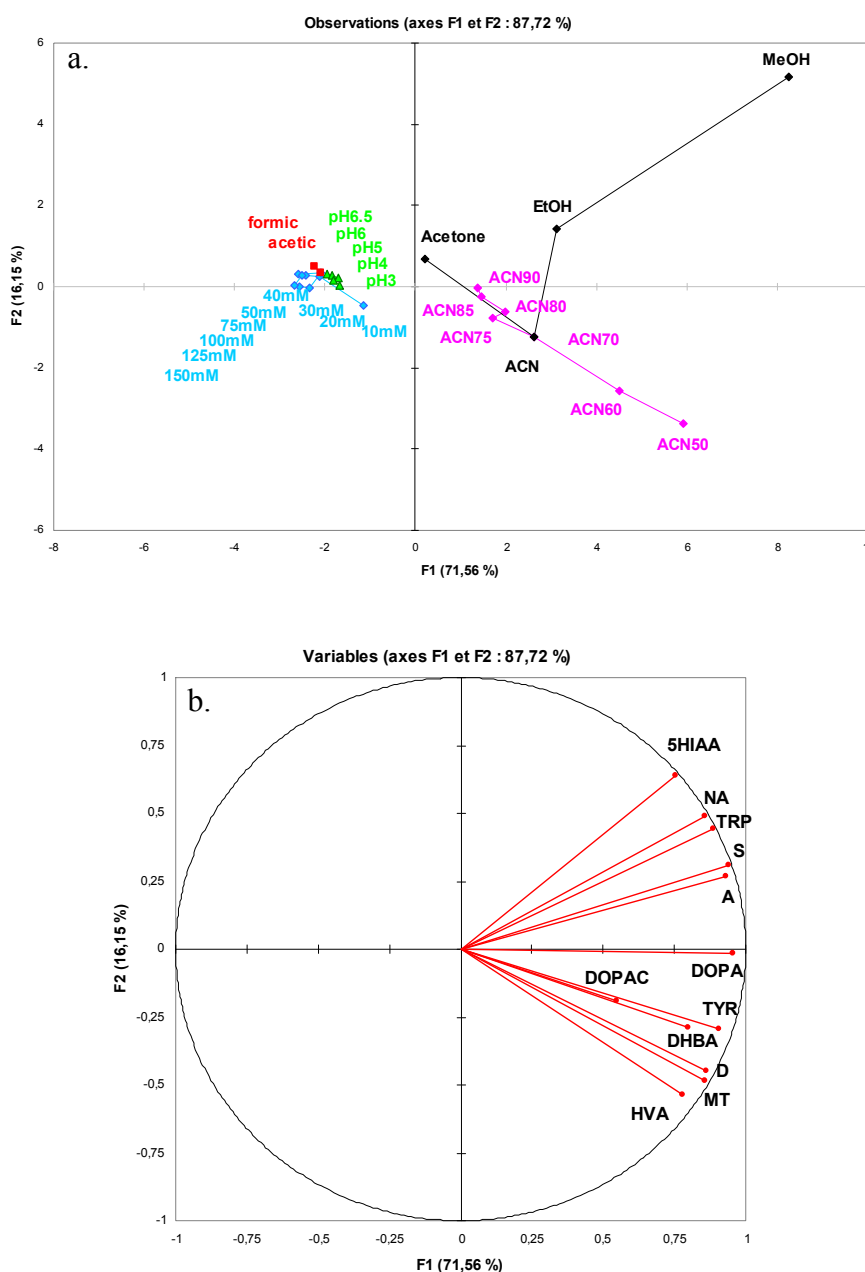 Observations (axes F1 et F2 : 87,72 %)
a.
6
4
2
0
-2
-4
-6
F2 (16,15 %)
MeOH
EtOH
Acetone
formic
acetic
pH6.5
pH6
pH5
pH4
pH3
ACN90
ACN85
ACN80
ACN75
ACN70
ACN
ACN60
ACN50
40mM
50mM
30mM
75mM
20mM
10mM
100mM
125mM
150mM
-8 -6 -4 -2 0 2 4 6 8 1
F1 (71,56 %)
Variables (axes F1 et F2 : 87,72 %)
b.
1
0,75
0,5
0,25
0
-0,25
-0,5
-0,75
-1
F2 (16,15 %)
5HIAA
NA
TRP
S
A
DOPA
DOPAC
TYR
DHBA
D
MT
HVA
-1 -0,75 -0,5 -0,25 0 0,25 0,5 0,75 1
F1 (71,56 %)